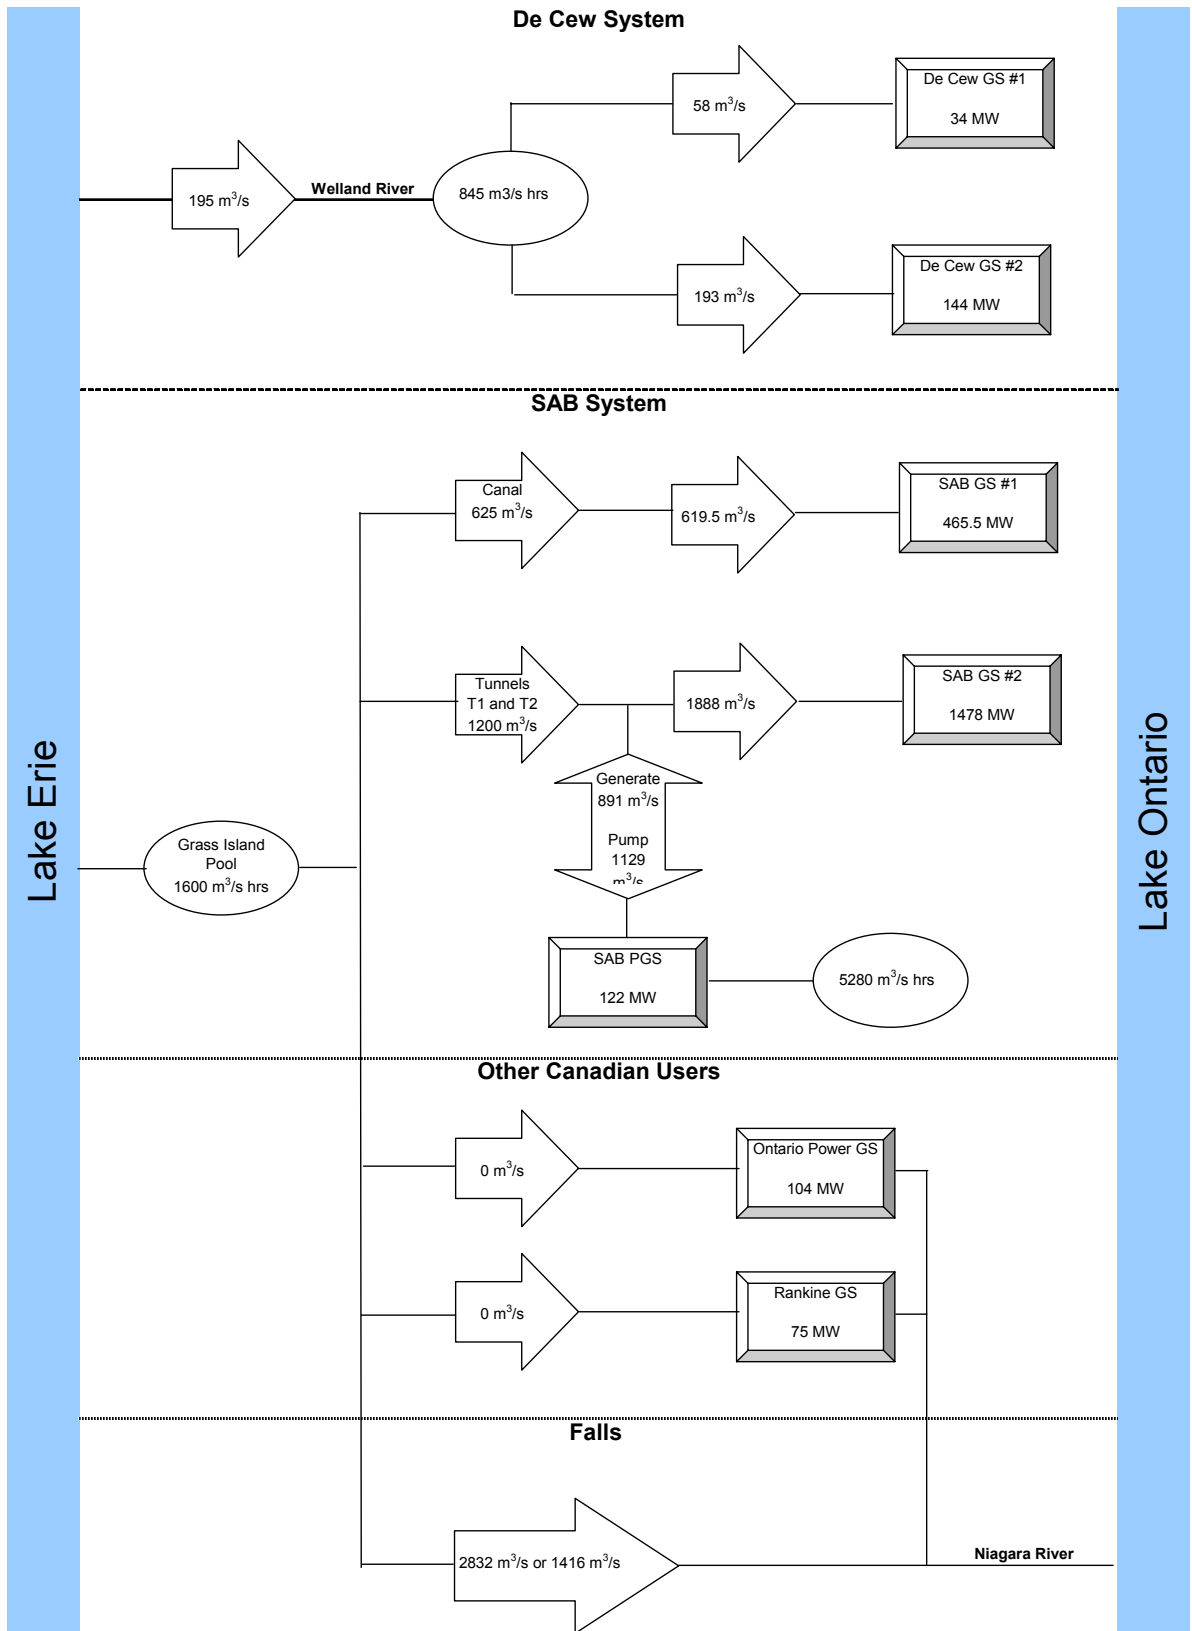 De Cew System
58 m³/s
De Cew GS #1
34 MW
195 m³/s
Welland River
845 m3/s hrs
193 m³/s
De Cew GS #2
144 MW
SAB System
Canal
625 m³/s
619.5 m³/s
SAB GS #1
465.5 MW
Tunnels
T1 and T2
1200 m³/s
1888 m³/s
SAB GS #2
1478 MW
Generate
891 m³/s
Pump
1129
m³/s
Lake Erie
Grass Island
Pool
1600 m³/s hrs
SAB PGS
122 MW
5280 m³/s hrs
Lake Ontario
Other Canadian Users
0 m³/s
Ontario Power GS
104 MW
0 m³/s
Rankine GS
75 MW
Falls
2832 m³/s or 1416 m³/s
Niagara River